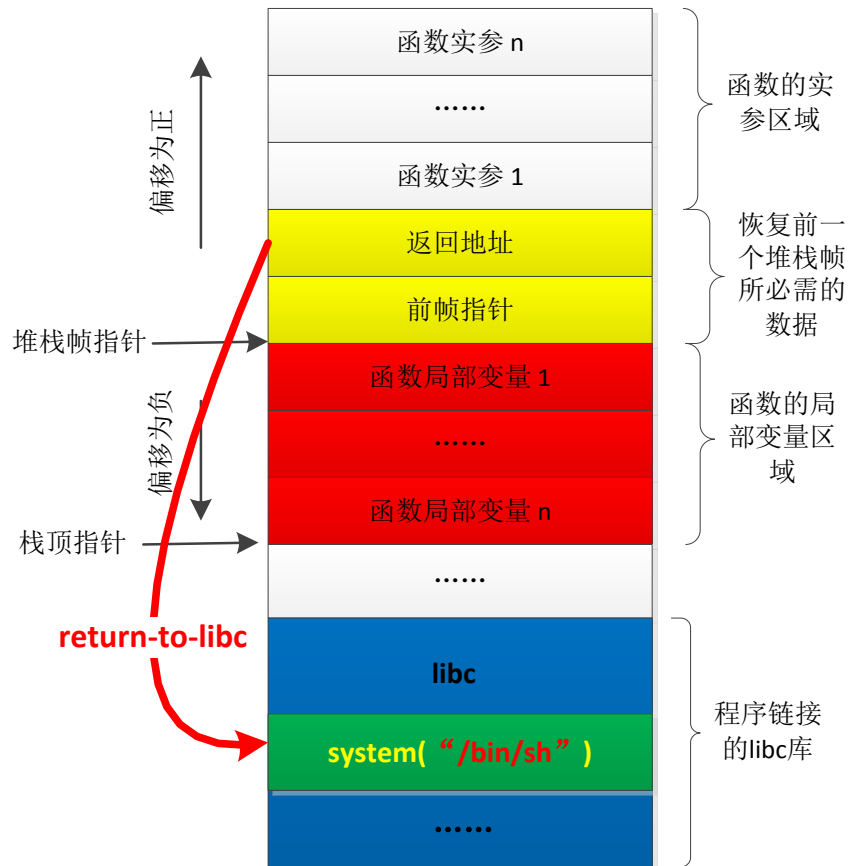 函数实参 n
……
函数实参 1
函数的实
参区域
偏移为正
返回地址
前帧指针
恢复前一
个堆栈帧
所必需的
数据
堆栈帧指针
函数局部变量 1
……
函数局部变量 n
函数的局
部变量区
域
偏移为负
栈顶指针
……
return-to-libc
libc
system(“/bin/sh”)
……
程序链接
的libc库